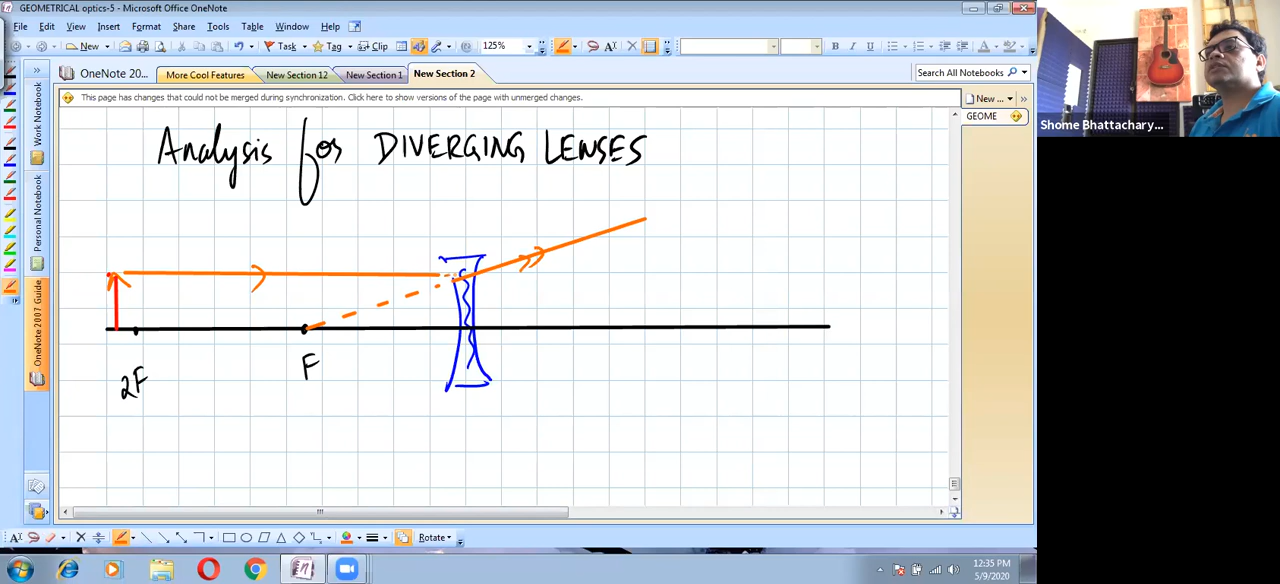 GEOMETRICAL optics-5 - Microsoft Office OneNote
File Edit View Insert Format Share Tools Table Window Help
New Task Tag Clip 125%
OneNote 20... More Cool Features New Section 12 New Section 1 New Section 2 Search All Notebooks
This page has changes that could not be merged during synchronization. Click here to show versions of the page with unmerged changes.
New ...
GEOME
Shome Bhattachary...
Work Notebook
Personal Notebook
OneNote 2007 Guide
Analysis for DIVERGING LENSES
F
2F
Rotate
12:35 PM
5/9/2020